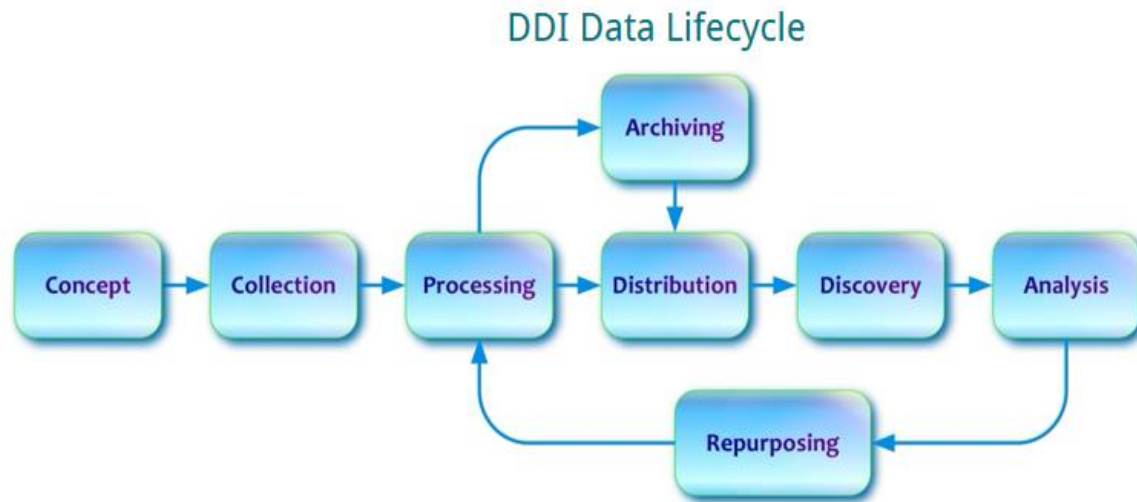 DDI Data Lifecycle
Archiving
Concept
Collection
Processing
Distribution
Discovery
Analysis
Repurposing